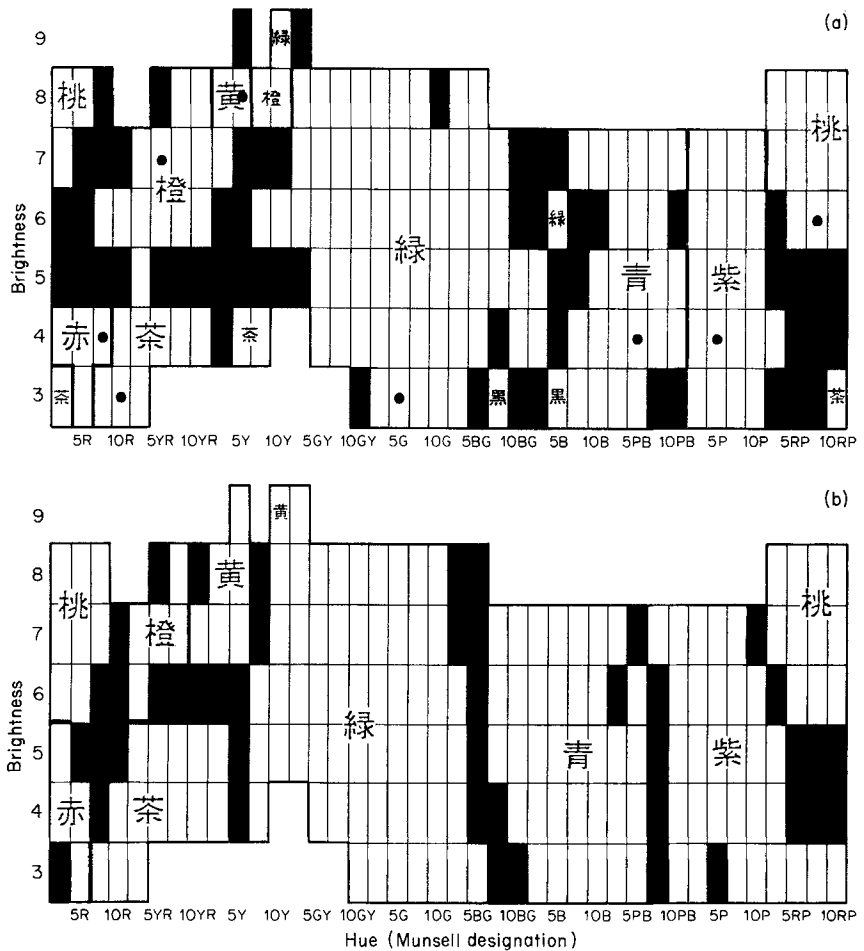 (a)
9 緑
8 桃 黄 橙
7 橙 桃
6 緑
5 緑 青 紫
4 赤 茶 茶
3 茶 黒 黒 茶
Brightness
5R 10R 5YR 10YR 5Y 10Y 5GY 10GY 5G 10G 5BG 10BG 5B 10B 5PB 10PB 5P 10P 5RP 10RP
(b)
9 黄
8 黄
7 桃 橙 桃
6
5 緑 青 紫
4 赤 茶
3
Brightness
5R 10R 5YR 10YR 5Y 10Y 5GY 10GY 5G 10G 5BG 10BG 5B 10B 5PB 10PB 5P 10P 5RP 10RP
Hue (Munsell designation)